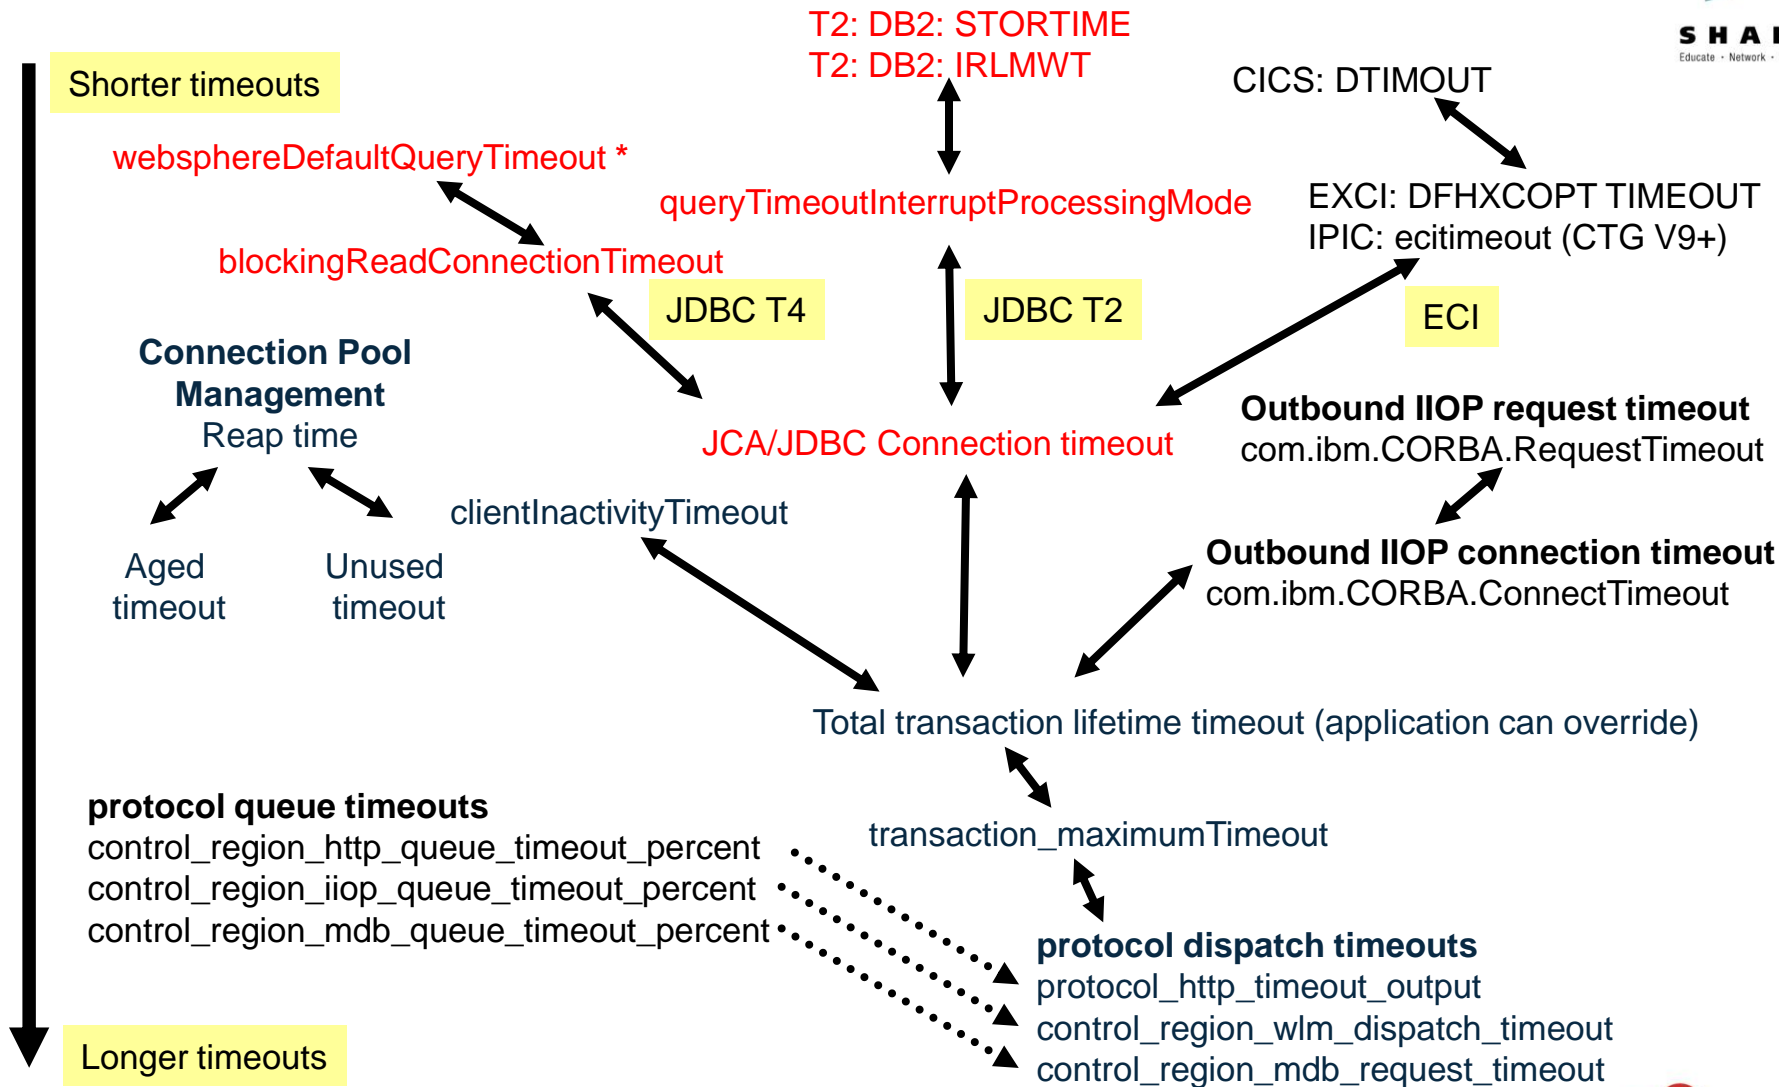 T2: DB2: STORTIME
T2: DB2: IRLMWT
Educate · Network ·
Shorter timeouts
CICS: DTIMOUT
websphereDefaultQueryTimeout *
queryTimeoutInterruptProcessingMode
EXCI: DFHXCOPT TIMEOUT
IPIC: ecitimeout (CTG V9+)
blockingReadConnectionTimeout
JDBC T4
JDBC T2
ECI
Connection Pool
Management
Reap time
Outbound IIOP request timeout
com.ibm.CORBA.RequestTimeout
JCA/JDBC Connection timeout
clientInactivityTimeout
Aged
timeout
Unused
timeout
Outbound IIOP connection timeout
com.ibm.CORBA.ConnectTimeout
Total transaction lifetime timeout (application can override)
protocol queue timeouts
control_region_http_queue_timeout_percent
control_region_iiop_queue_timeout_percent
control_region_mdb_queue_timeout_percent
transaction_maximumTimeout
protocol dispatch timeouts
protocol_http_timeout_output
control_region_wlm_dispatch_timeout
control_region_mdb_request_timeout
Longer timeouts